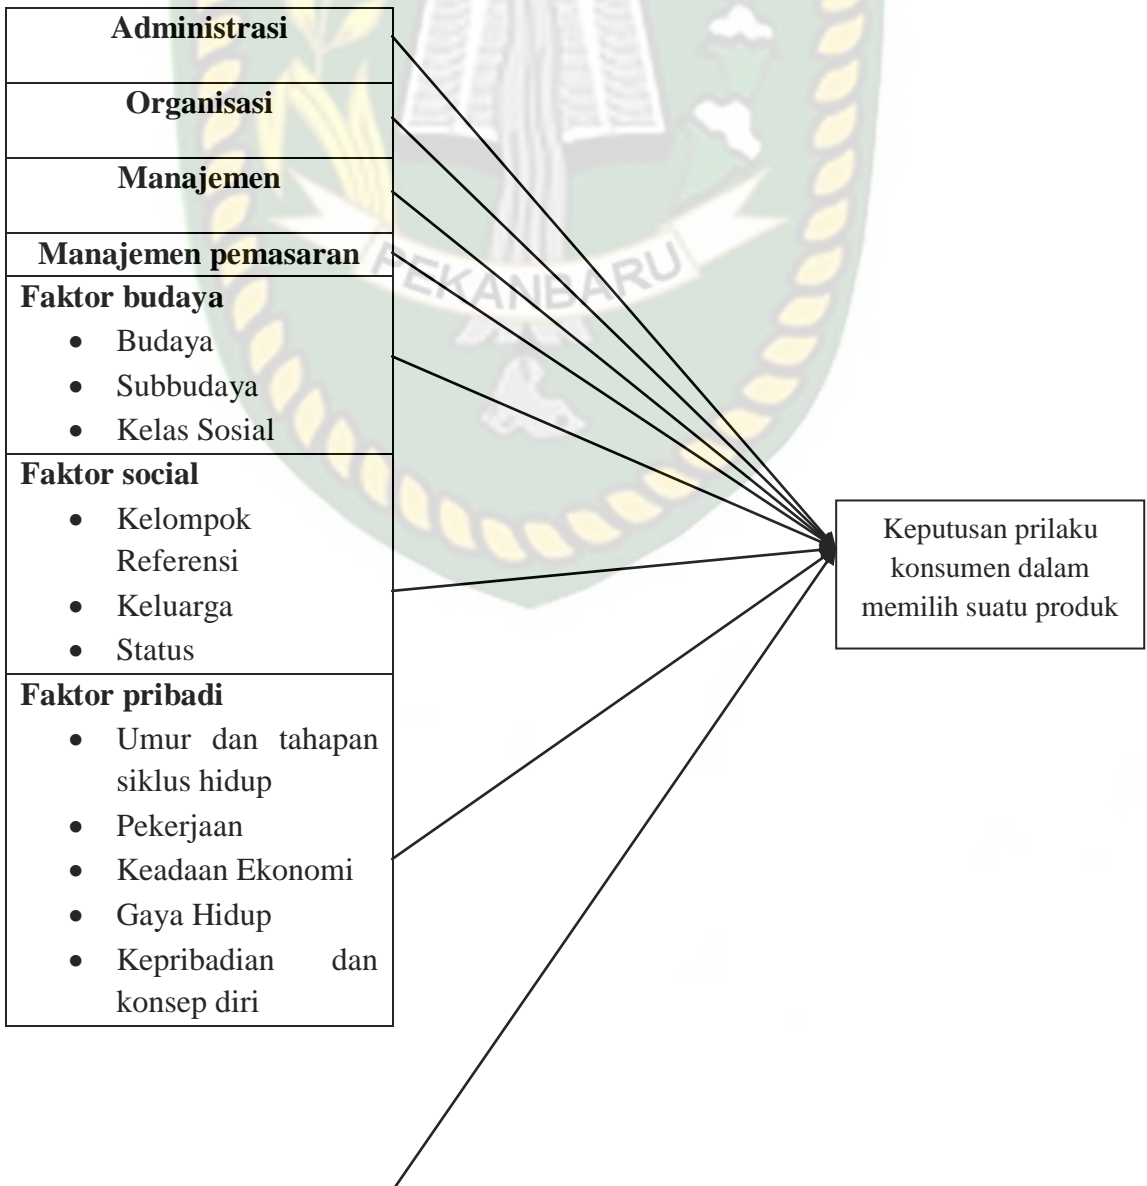 Administrasi
Organisasi
Manajemen
Manajemen pemasaran
Faktor budaya
• Budaya
• Subbudaya
• Kelas Sosial
Faktor social
• Kelompok
Referensi
• Keluarga
• Status
Faktor pribadi
• Umur dan tahapan
siklus hidup
• Pekerjaan
• Keadaan Ekonomi
• Gaya Hidup
• Kepribadian dan
konsep diri
Keputusan prilaku
konsumen dalam
memilih suatu produk
PEKANBARU